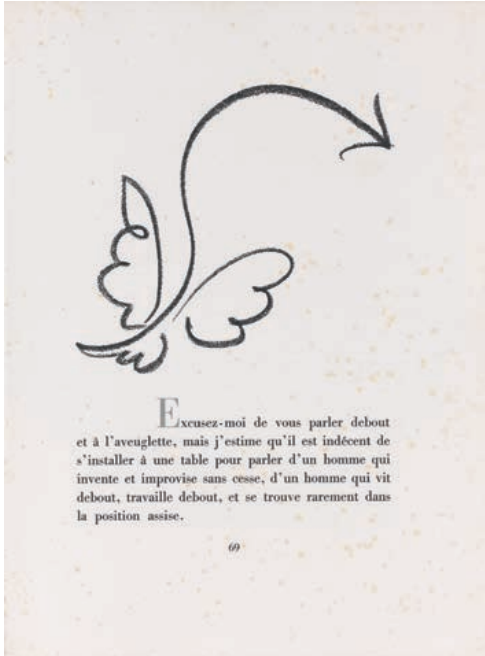 Excusez-moi de vous parler debout
et à l'aveuglette, mais j'estime qu'il est indécent de
s'installer à une table pour parler d'un homme qui
invente et improvise sans cesse, d'un homme qui vit
debout, travaille debout, et se trouve rarement dans
la position assise.
69